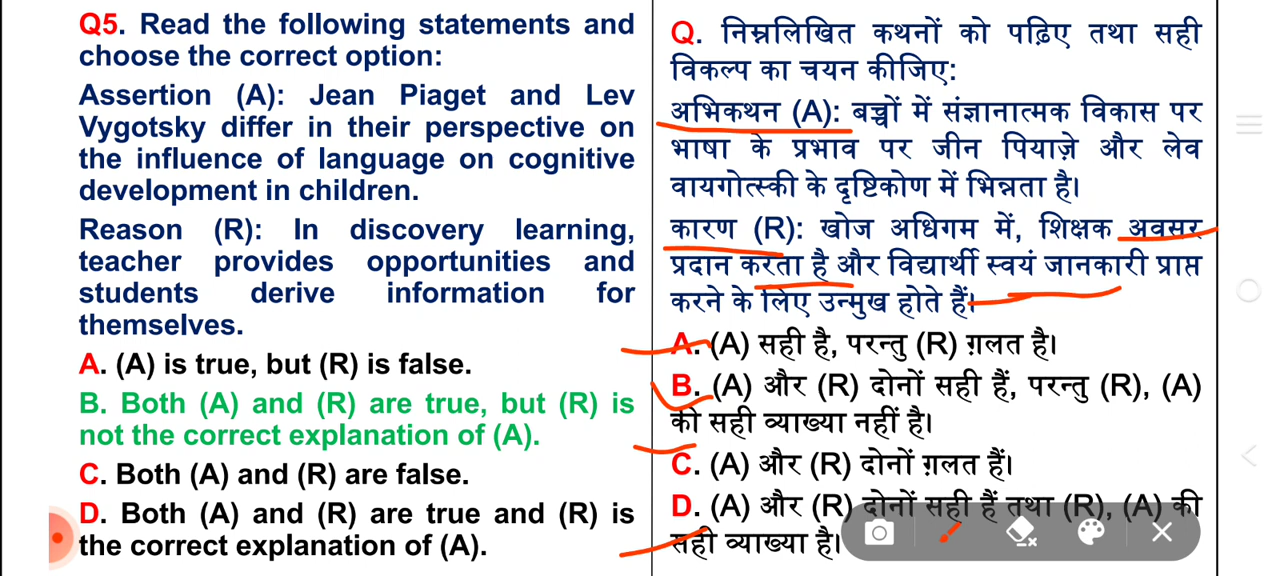 Q5. Read the following statements and
choose the correct option:
Assertion (A): Jean Piaget and Lev
Vygotsky differ in their perspective on
the influence of language on cognitive
development in children.
Reason (R): In discovery learning,
teacher provides opportunities and
students derive information for
themselves.
A. (A) is true, but (R) is false.
B. Both (A) and (R) are true, but (R) is
not the correct explanation of (A).
C. Both (A) and (R) are false.
D. Both (A) and (R) are true and (R) is
the correct explanation of (A).
Q. निम्नलिखित कथनों को पढ़िए तथा सही
विकल्प का चयन कीजिए:
अभिकथन (A): बच्चों में संज्ञानात्मक विकास पर
भाषा के प्रभाव पर जीन पियाज़े और लेव
वायगोत्स्की के दृष्टिकोण में भिन्नता है।
कारण (R): खोज अधिगम में, शिक्षक अवसर
प्रदान करता है और विद्यार्थी स्वयं जानकारी प्राप्त
करने के लिए उन्मुख होते हैं।
A. (A) सही है, परन्तु (R) ग़लत है।
B. (A) और (R) दोनों सही हैं, परन्तु (R), (A)
की सही व्याख्या नहीं है।
C. (A) और (R) दोनों ग़लत हैं।
D. (A) और (R) दोनों सही हैं तथा (R), (A) की
सही व्याख्या है।